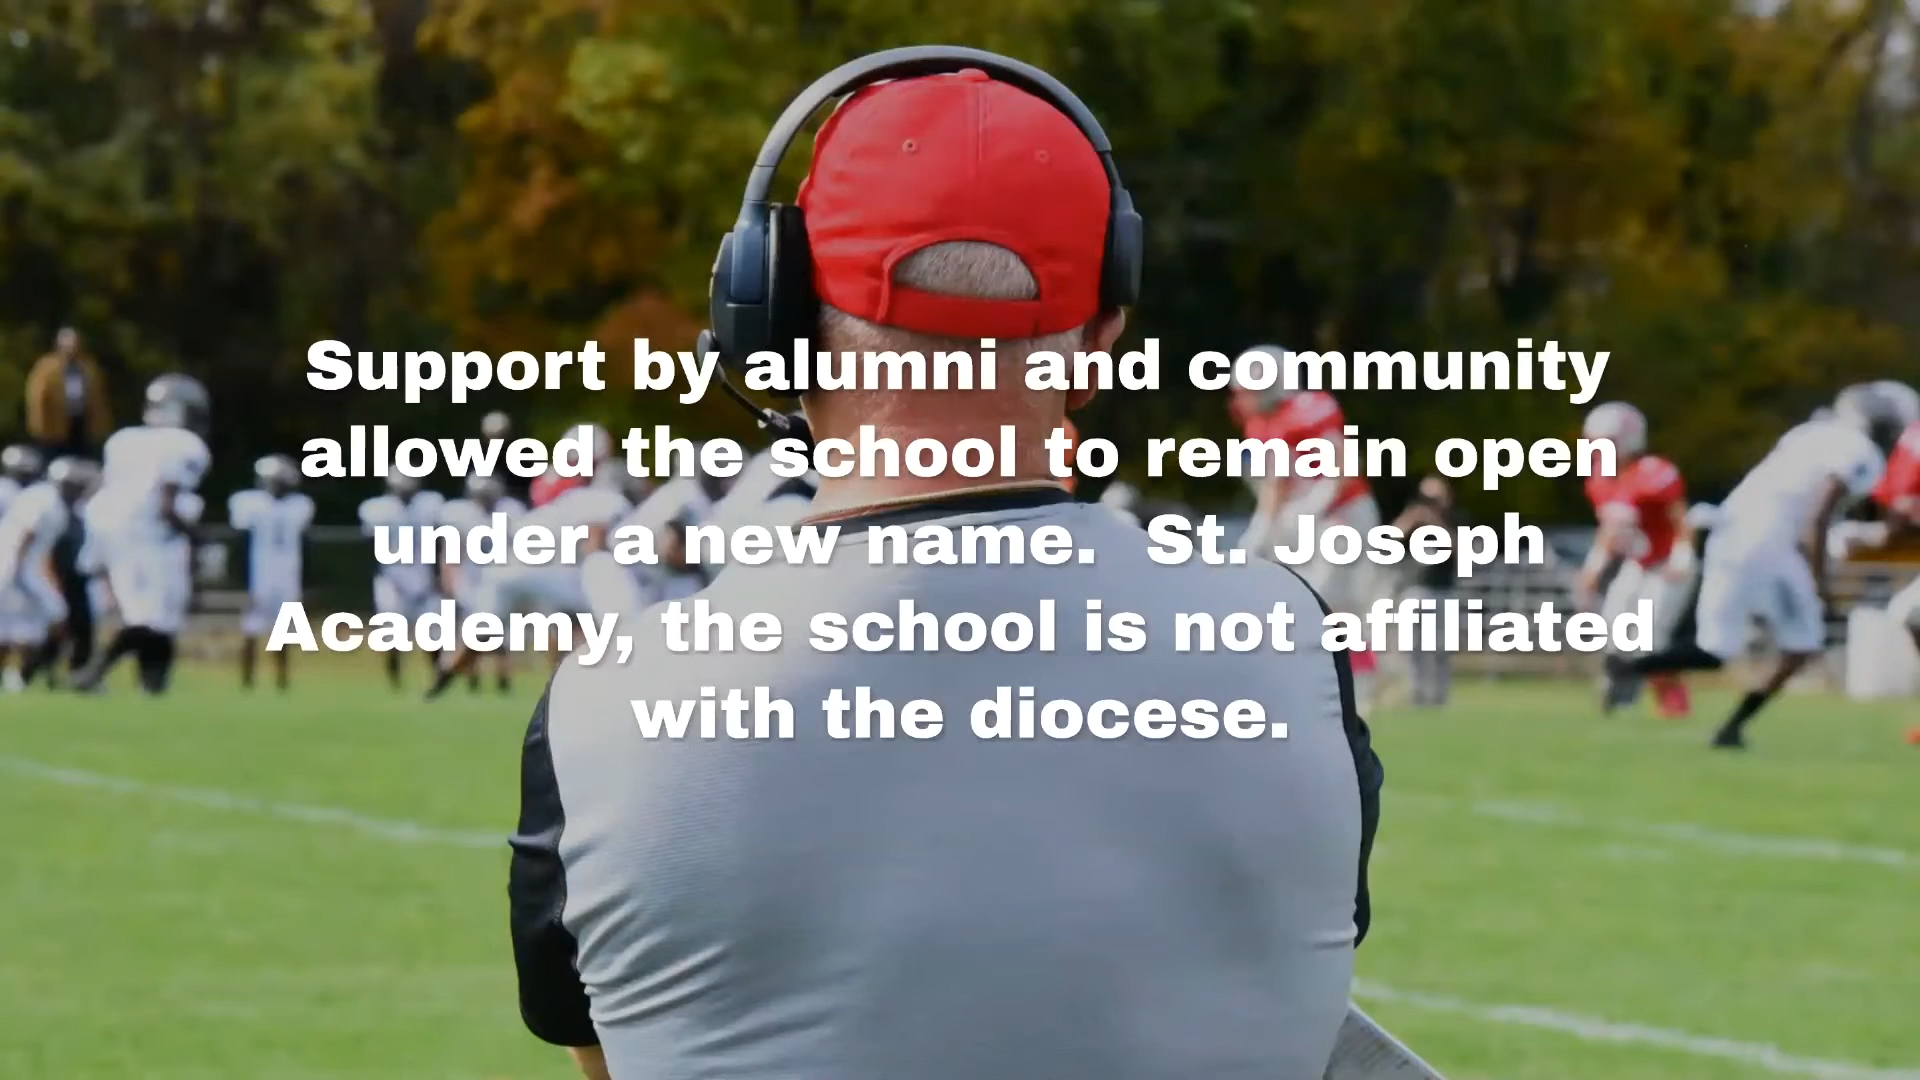 Support by alumni and community
allowed the school to remain open
under a new name.  St. Joseph
Academy, the school is not affiliated
with the diocese.